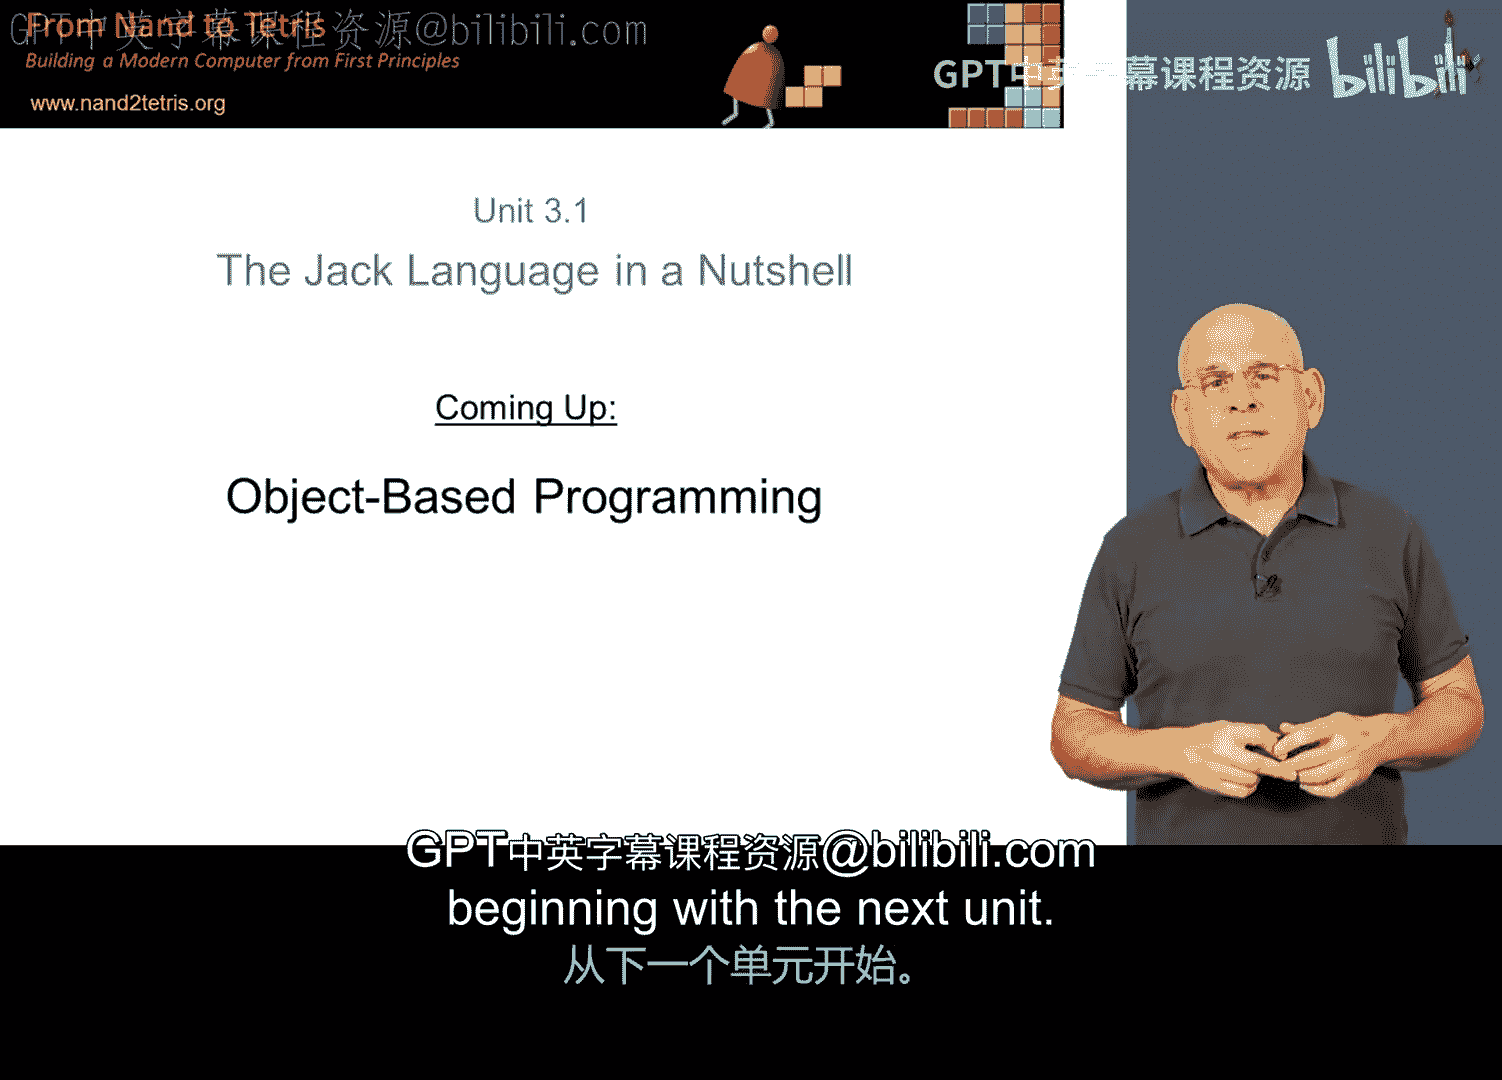 From Nand to Tetris
GPT中英字幕课程资源@bilibili.com
Building a Modern Computer from First Principles
www.nand2tetris.org
GPT中英字幕课程资源 bilibili
Unit 3.1
The Jack Language in a Nutshell
Coming Up:
Object-Based Programming
GPT中英字幕课程资源@bilibili.com
beginning with the next unit.
从下一个单元开始。